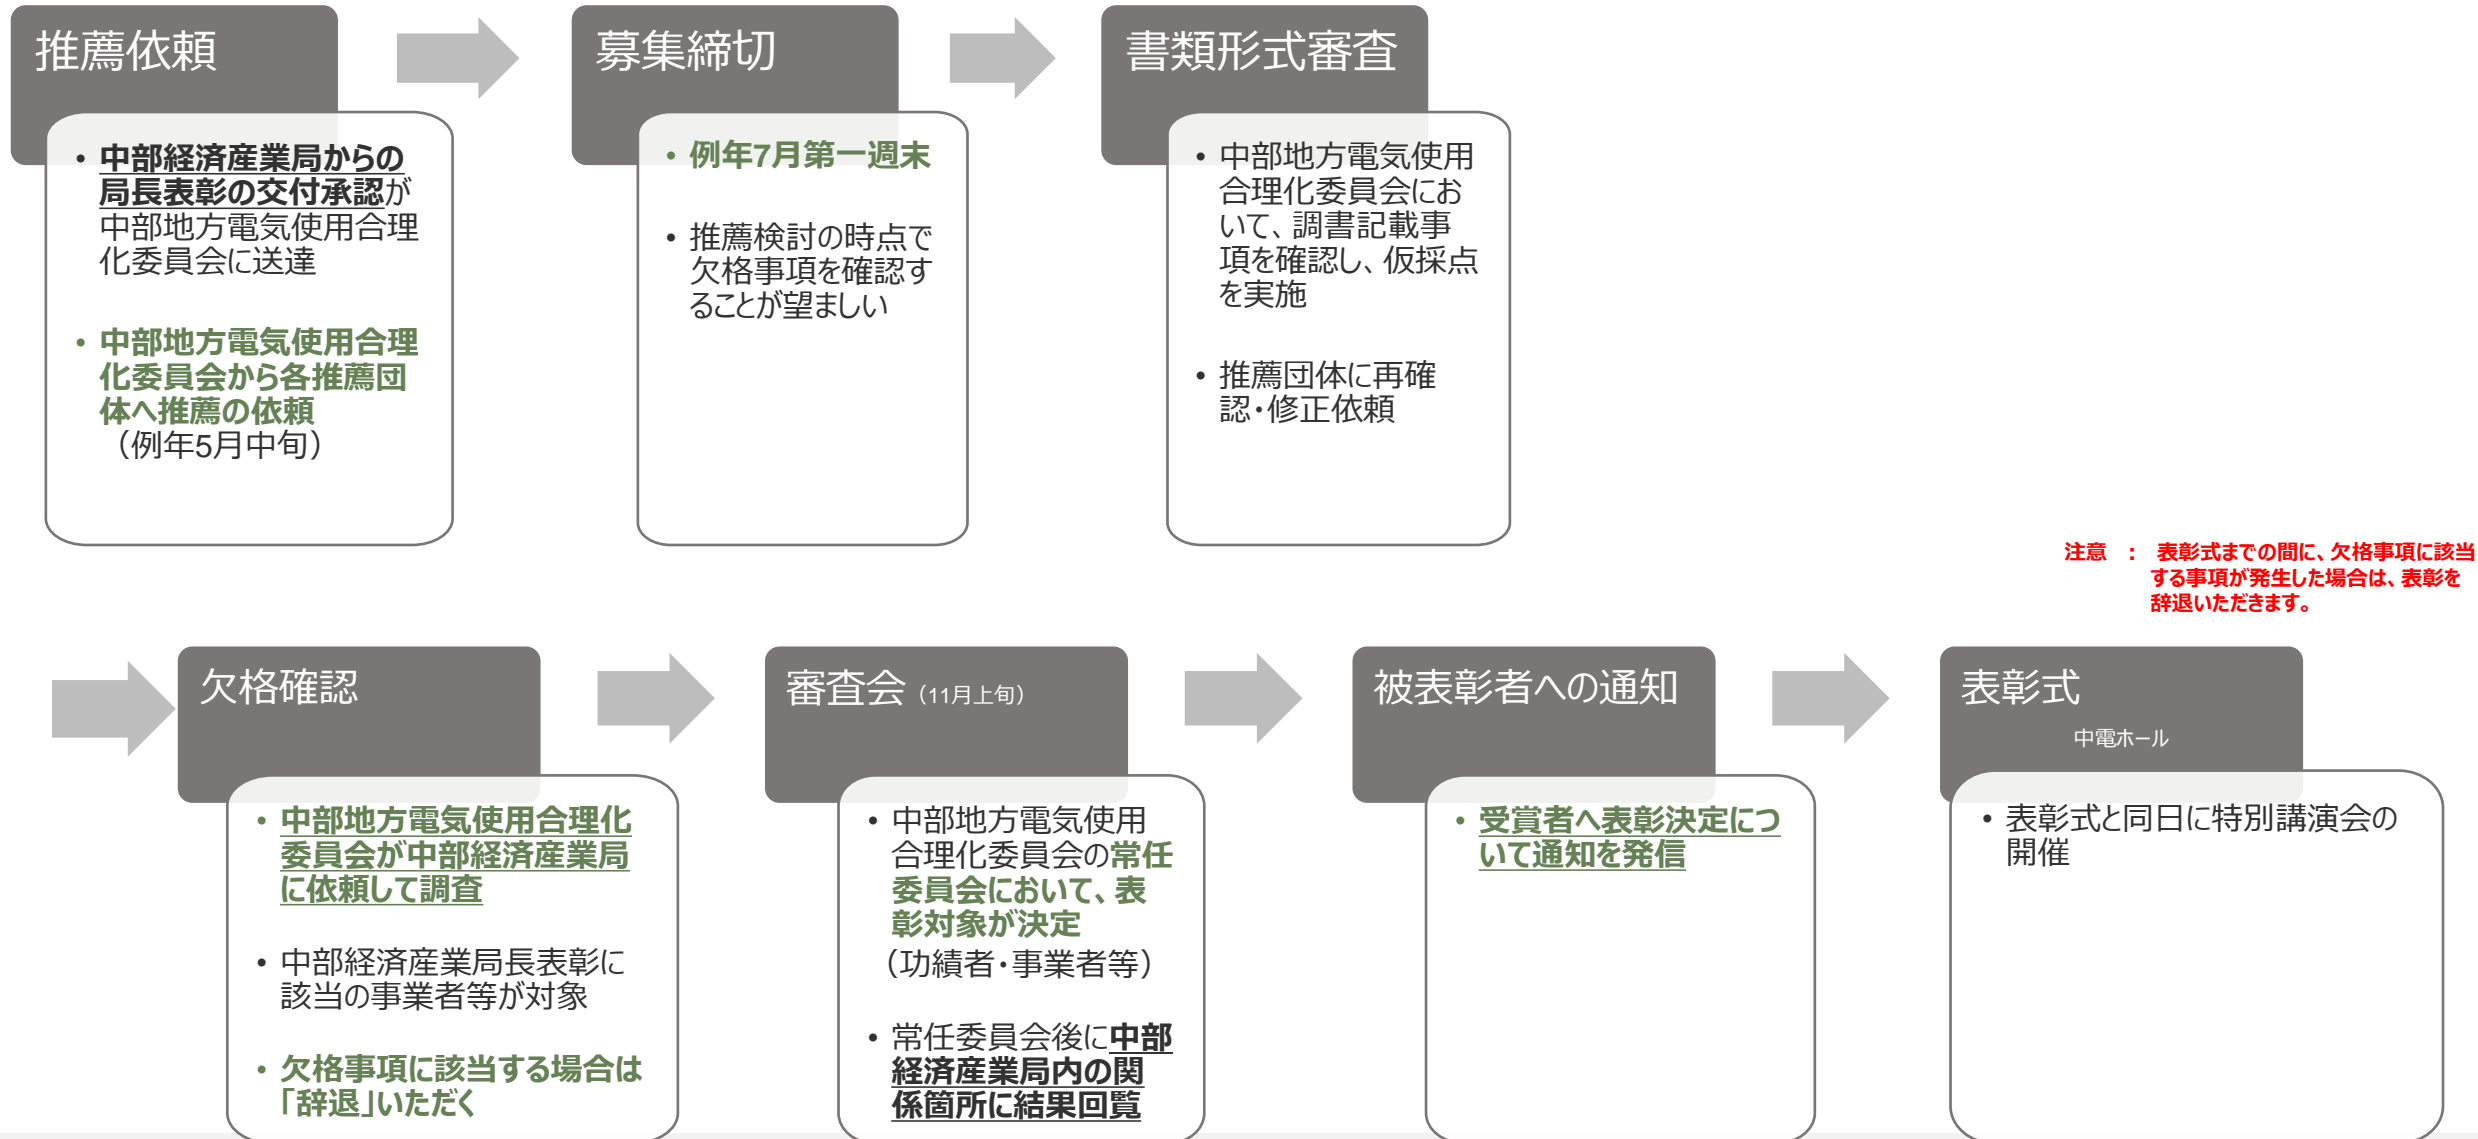 推薦依頼
・中部経済産業局からの
局長表彰の交付承認が
中部地方電気使用合理
化委員会に送達
・中部地方電気使用合理
化委員会から各推薦団
体へ推薦の依頼
（例年5月中旬）
募集締切
・例年7月第一週末
・推薦検討の時点で
欠格事項を確認す
ることが望ましい
書類形式審査
・中部地方電気使用
合理化委員会にお
いて、調書記載事
項を確認し、仮採点
を実施
・推薦団体に再確
認・修正依頼
注意　：　表彰式までの間に、欠格事項に該当
する事項が発生した場合は、表彰を
辞退いただきます。
欠格確認
・中部地方電気使用合理化
委員会が中部経済産業局
に依頼して調査
・中部経済産業局長表彰に
該当の事業者等が対象
・欠格事項に該当する場合は
「辞退」いただく
審査会（11月上旬）
・中部地方電気使用
合理化委員会の常任
委員会において、表
彰対象が決定
（功績者・事業者等）
・常任委員会後に中部
経済産業局内の関
係箇所に結果回覧
被表彰者への通知
・受賞者へ表彰決定につ
いて通知を発信
表彰式
中電ホール
・表彰式と同日に特別講演会の
開催